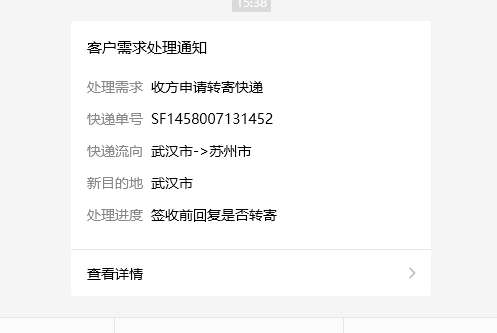 15:38
客户需求处理通知
处理需求 收方申请转寄快递
快递单号 SF1458007131452
快递流向 武汉市->苏州市
新目的地 武汉市
处理进度 签收前回复是否转寄
查看详情